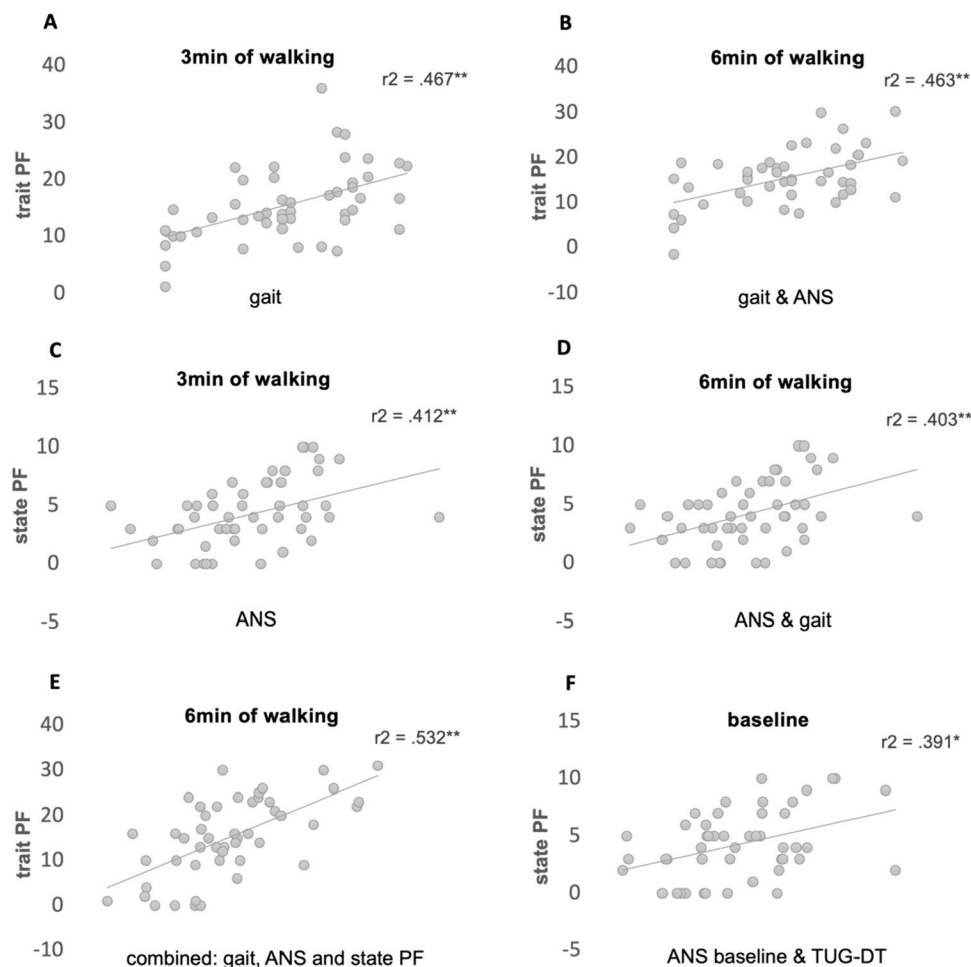 A
3min of walking
r2 = .467**
40
30
20
10
0
trait PF
gait
B
6min of walking
r2 = .463**
40
30
20
10
0
-10
trait PF
gait & ANS
C
3min of walking
r2 = .412**
15
10
5
0
-5
state PF
ANS
D
6min of walking
r2 = .403**
15
10
5
0
-5
state PF
ANS & gait
E
6min of walking
r2 = .532**
40
30
20
10
0
-10
trait PF
combined: gait, ANS and state PF
F
baseline
r2 = .391*
15
10
5
0
-5
state PF
ANS baseline & TUG-DT